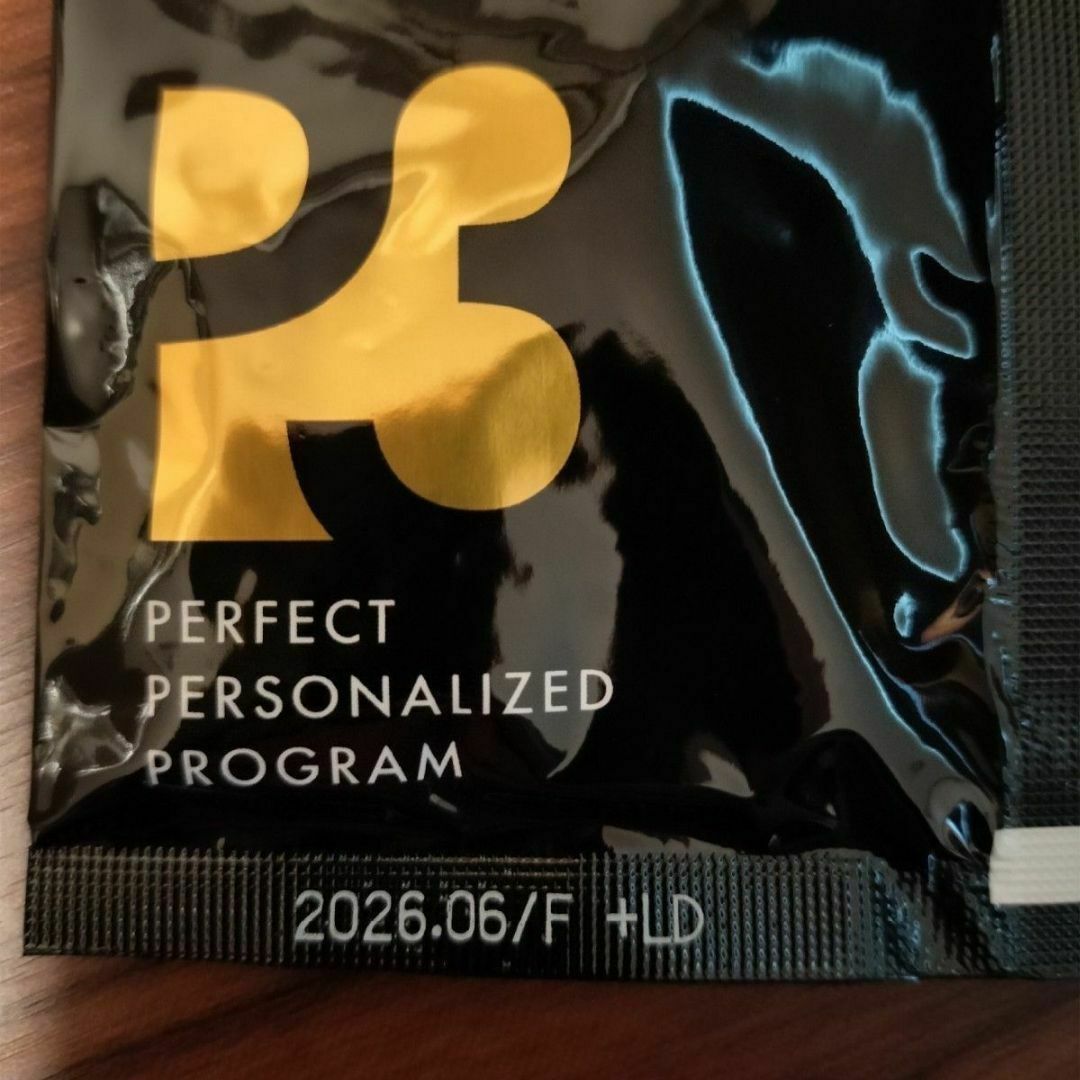 PERFECT
PERSONALIZED
PROGRAM
2026.06/F +LD